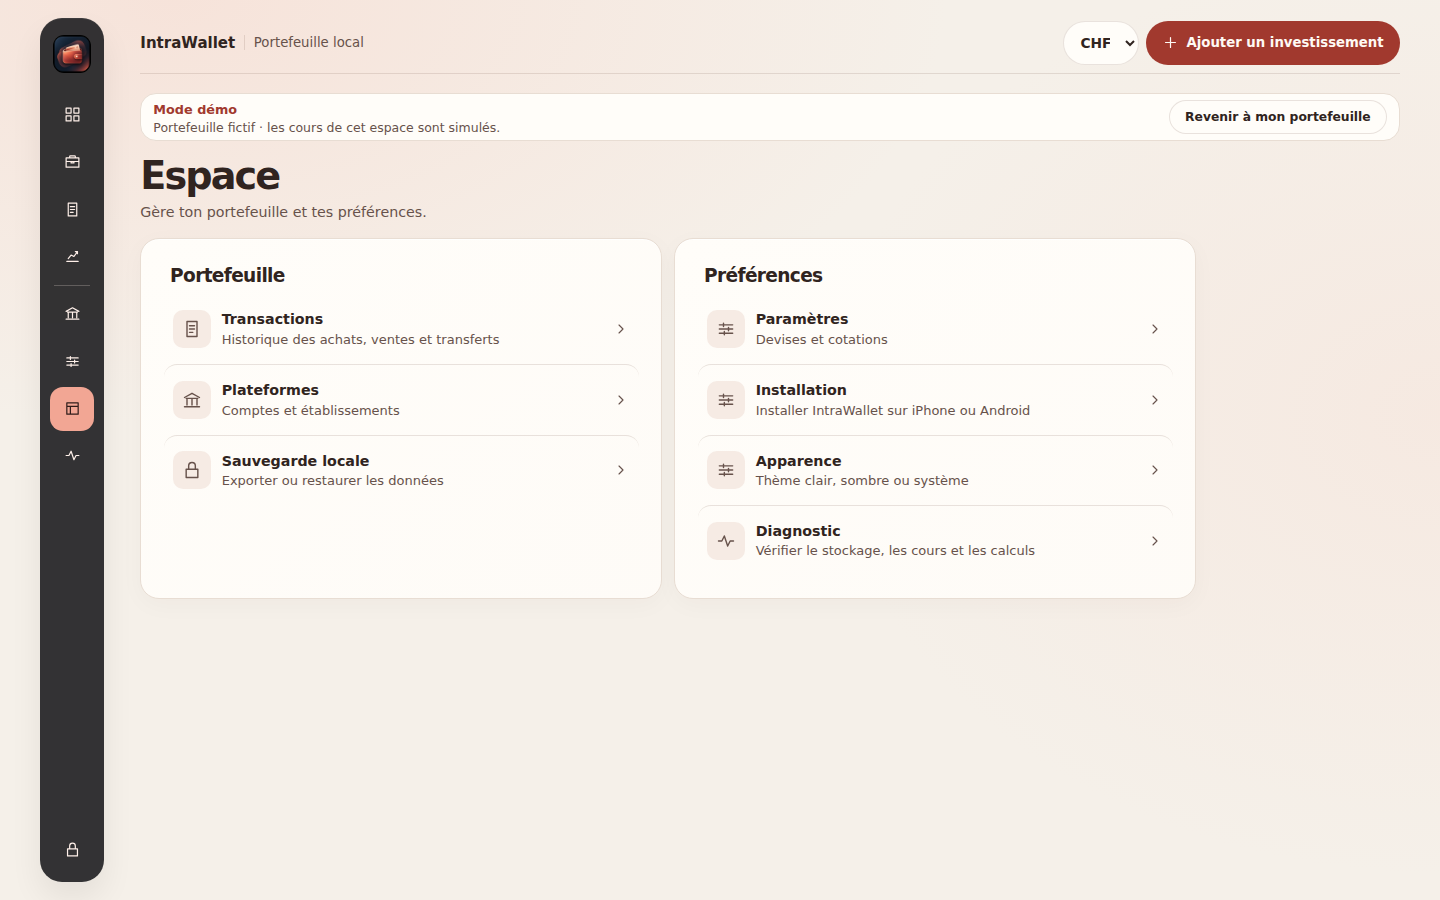 IntraWallet
Portefeuille local
CHF
Ajouter un investissement
Mode démo
Portefeuille fictif · les cours de cet espace sont simulés.
Revenir à mon portefeuille
Espace
Gère ton portefeuille et tes préférences.
Portefeuille
Transactions
Historique des achats, ventes et transferts
Plateformes
Comptes et établissements
Sauvegarde locale
Exporter ou restaurer les données
Préférences
Paramètres
Devises et cotations
Installation
Installer IntraWallet sur iPhone ou Android
Apparence
Thème clair, sombre ou système
Diagnostic
Vérifier le stockage, les cours et les calculs